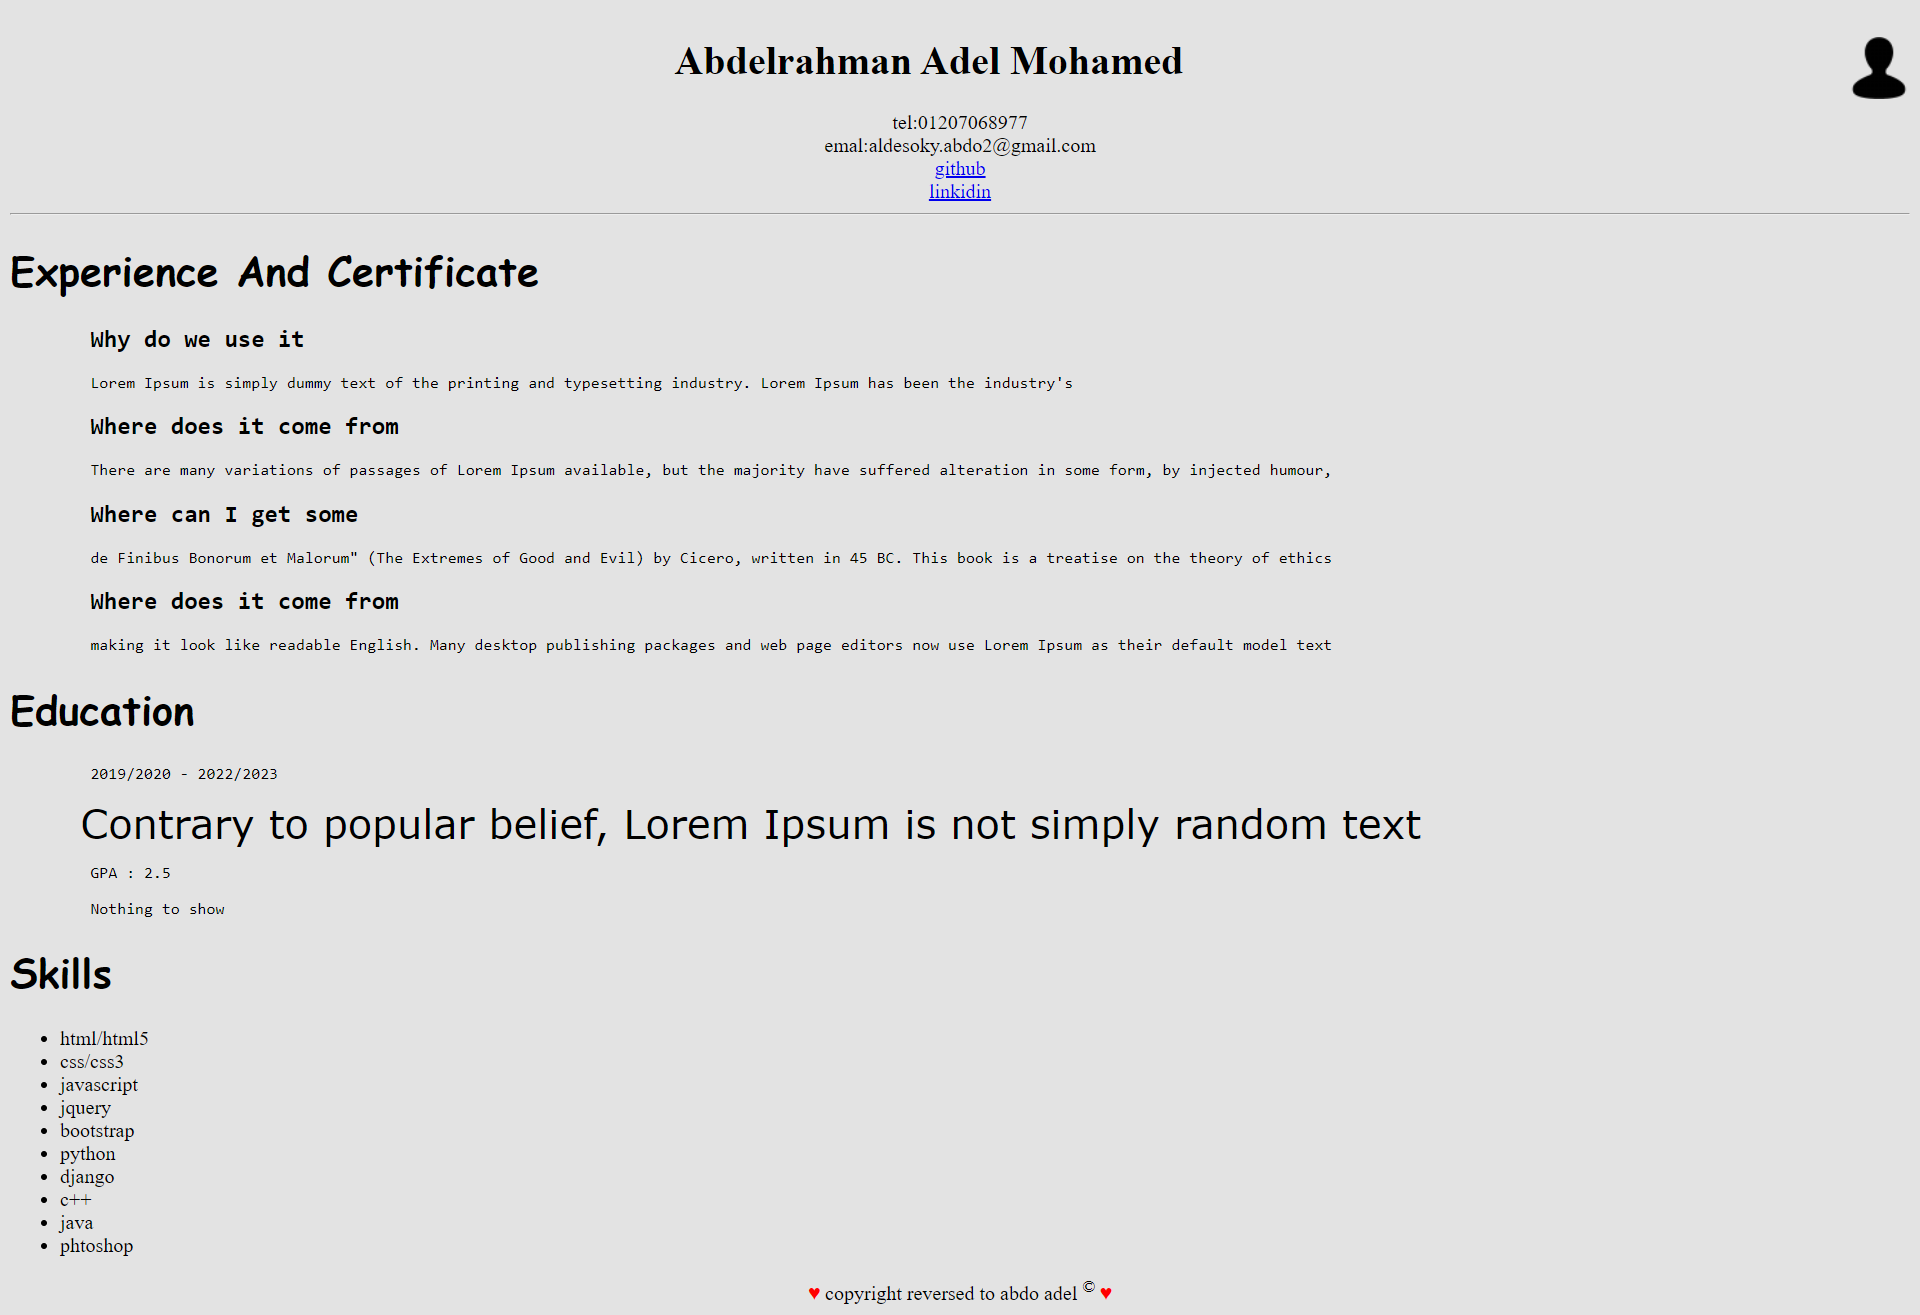 Abdelrahman Adel Mohamed
tel:01207068977
emal:aldesoky.abdo2@gmail.com
github
linkidin
Experience And Certificate
Why do we use it
Lorem Ipsum is simply dummy text of the printing and typesetting industry. Lorem Ipsum has been the industry's
Where does it come from
There are many variations of passages of Lorem Ipsum available, but the majority have suffered alteration in some form, by injected humour,
Where can I get some
de Finibus Bonorum et Malorum" (The Extremes of Good and Evil) by Cicero, written in 45 BC. This book is a treatise on the theory of ethics
Where does it come from
making it look like readable English. Many desktop publishing packages and web page editors now use Lorem Ipsum as their default model text
Education
2019/2020 - 2022/2023
Contrary to popular belief, Lorem Ipsum is not simply random text
GPA : 2.5
Nothing to show
Skills
• html/html5
• css/css3
• javascript
• jquery
• bootstrap
• python
• django
• c++
• java
• phtoshop
♥ copyright reversed to abdo adel © ♥